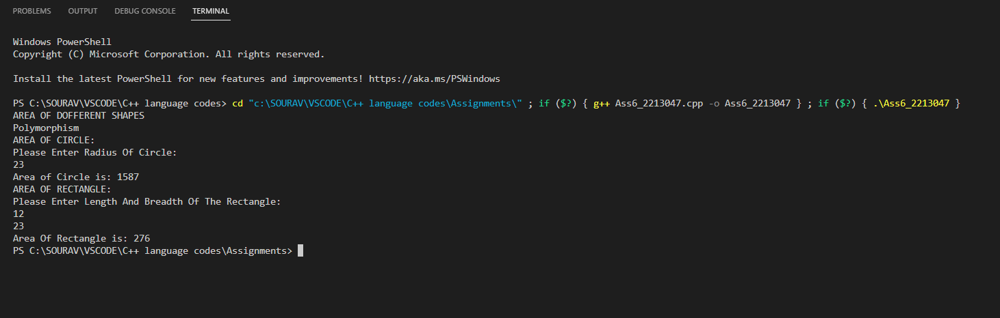 PROBLEMS OUTPUT DEBUG CONSOLE TERMINAL
Windows PowerShell
Copyright (C) Microsoft Corporation. All rights reserved.
Install the latest PowerShell for new features and improvements! https://aka.ms/PSWindows
PS C:\SOURAV\VSCODE\C++ language codes> cd "c:\SOURAV\VSCODE\C++ language codes\Assignments\" ; if ($?) { g++ Ass6_2213047.cpp -o Ass6_2213047 } ; if ($?) { .\Ass6_2213047 }
AREA OF DOFFERENT SHAPES
Polymorphism
AREA OF CIRCLE:
Please Enter Radius Of Circle:
23
Area of Circle is: 1587
AREA OF RECTANGLE:
Please Enter Length And Breadth Of The Rectangle:
12
23
Area Of Rectangle is: 276
PS C:\SOURAV\VSCODE\C++ language codes\Assignments>